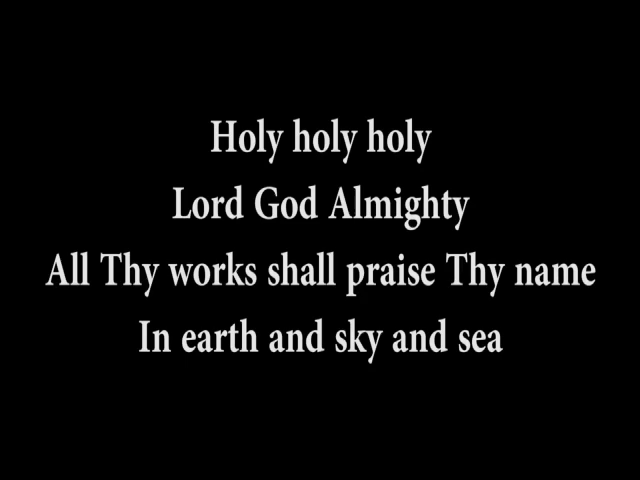 Holy holy holy
Lord God Almighty
All Thy works shall praise Thy name
In earth and sky and sea